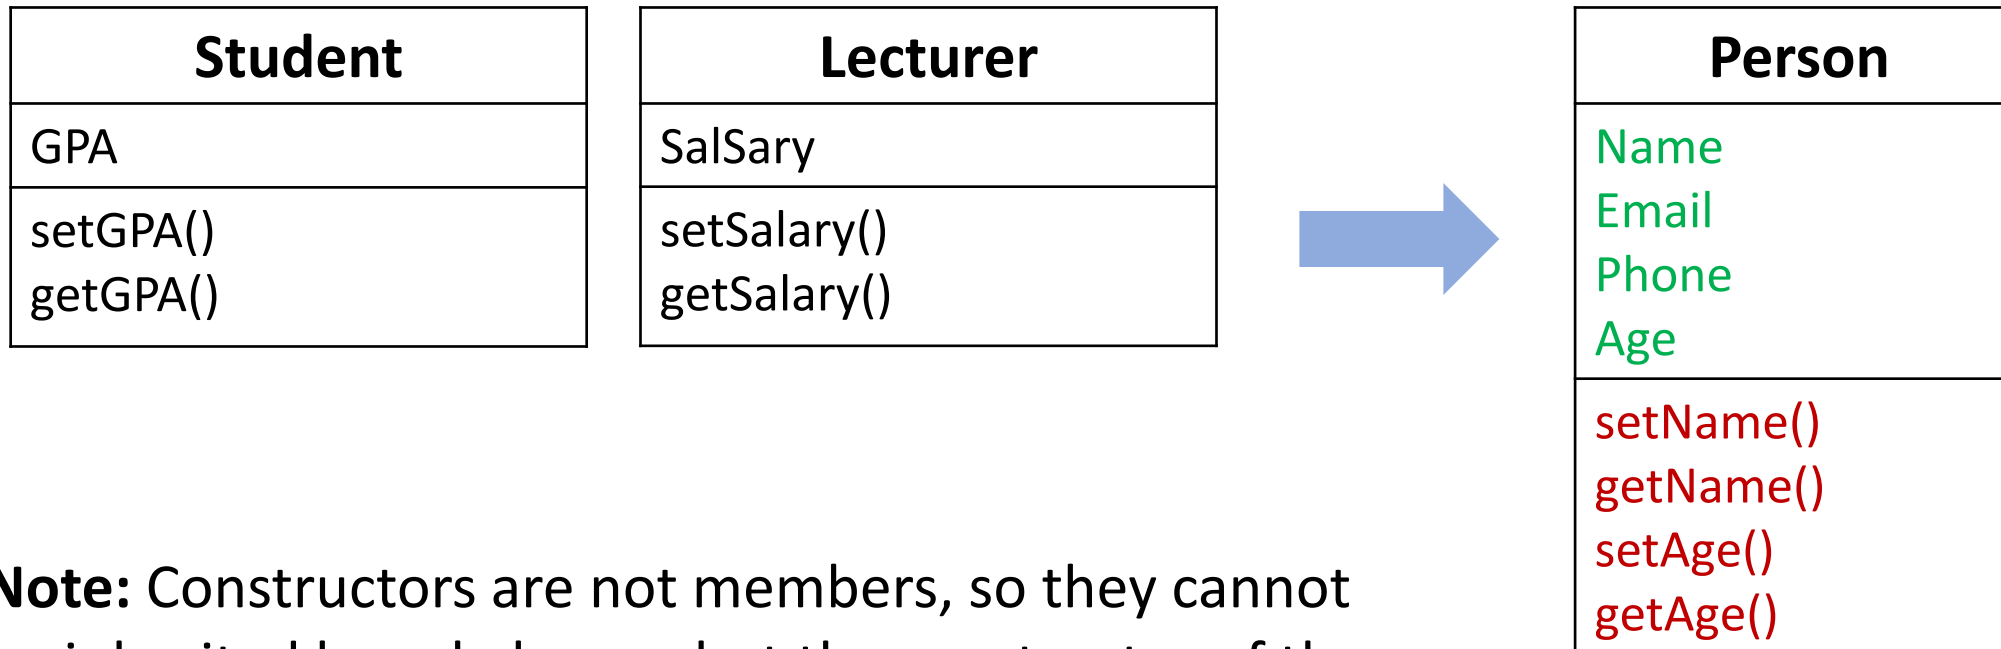 Student
GPA
setGPA()
getGPA()
Lecturer
SalSary
setSalary()
getSalary()
Person
Name
Email
Phone
Age
setName()
getName()
setAge()
getAge()
Note: Constructors are not members, so they cannot